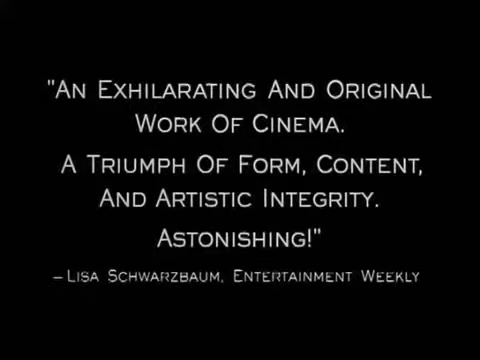 "An Exhilarating And Original
Work Of Cinema.
A Triumph Of Form, Content,
And Artistic Integrity.
Astonishing!"
– Lisa Schwarzbaum, Entertainment Weekly